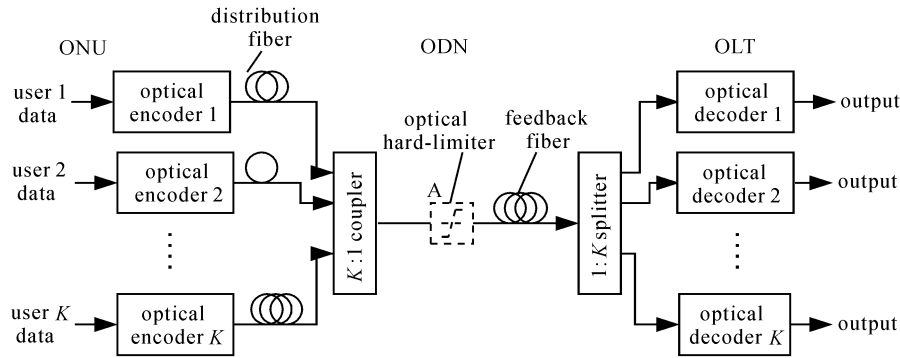 ONU
distribution
fiber
ODN
OLT
user 1
data
optical
encoder 1
optical
hard-limiter
feedback
fiber
optical
decoder 1
output
user 2
data
optical
encoder 2
A
optical
decoder 2
output
K:1 coupler
1:K splitter
user K
data
optical
encoder K
optical
decoder K
output